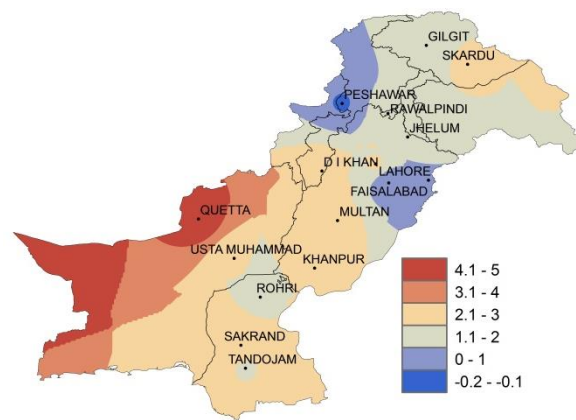 GILGIT
SKARDU
PESHAWAR
RAWALPINDI
JHELUM
D I KHAN
LAHORE
FAISALABAD
QUETTA
MULTAN
USTA MUHAMMAD
KHANPUR
ROHRI
SAKRAND
TANDOJAM
4.1 - 5
3.1 - 4
2.1 - 3
1.1 - 2
0 - 1
-0.2 - -0.1